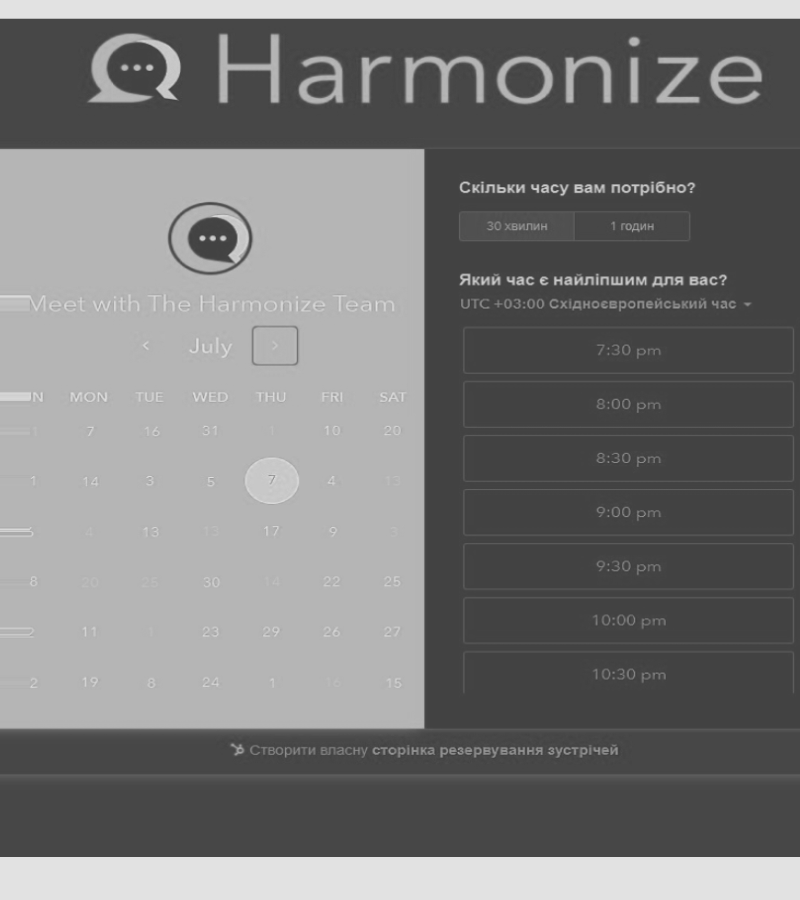 Harmonize
Meet with The Harmonize Team
July
N MON TUE WED THU FRI SAT
1 7 16 31 1 10 20
1 14 3 5 7 4 13
4 13 13 17 9 3
8 20 25 30 14 22 25
2 11 1 23 29 26 27
2 19 8 24 1 16 15
Скільки часу вам потрібно?
30 хвилин 1 годин
Який час є найліпшим для вас?
UTC +03:00 Східноєвропейський час
7:30 pm
8:00 pm
8:30 pm
9:00 pm
9:30 pm
10:00 pm
10:30 pm
Створити власну сторінка резервування зустрічей